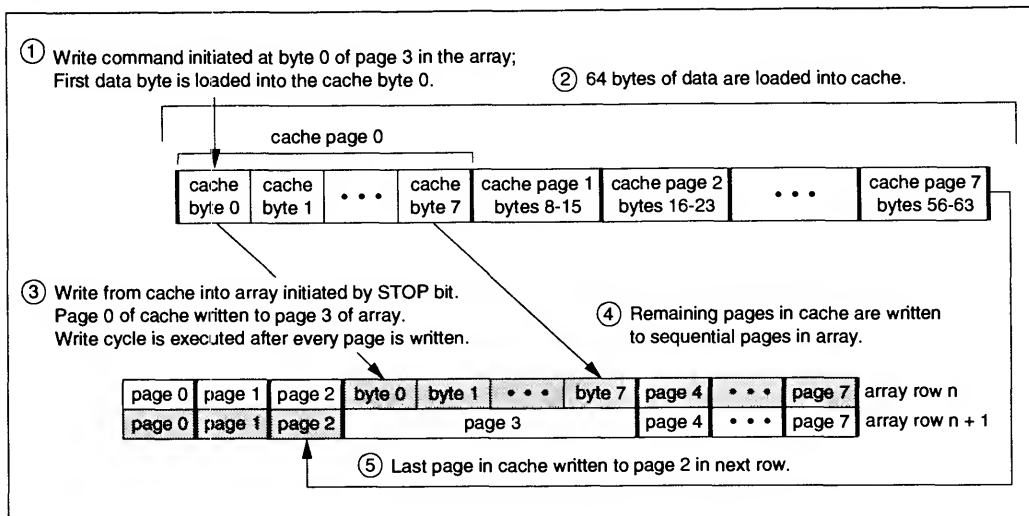 ① Write command initiated at byte 0 of page 3 in the array;
First data byte is loaded into the cache byte 0.
② 64 bytes of data are loaded into cache.
cache page 0
cache byte 0 cache byte 1 • • • cache byte 7 cache page 1 bytes 8-15 cache page 2 bytes 16-23 • • • cache page 7 bytes 56-63
③ Write from cache into array initiated by STOP bit.
Page 0 of cache written to page 3 of array.
Write cycle is executed after every page is written.
④ Remaining pages in cache are written
to sequential pages in array.
page 0 page 1 page 2 byte 0 byte 1 • • • byte 7 page 4 • • • page 7 array row n
page 0 page 1 page 2 page 3 page 4 • • • page 7 array row n + 1
⑤ Last page in cache written to page 2 in next row.